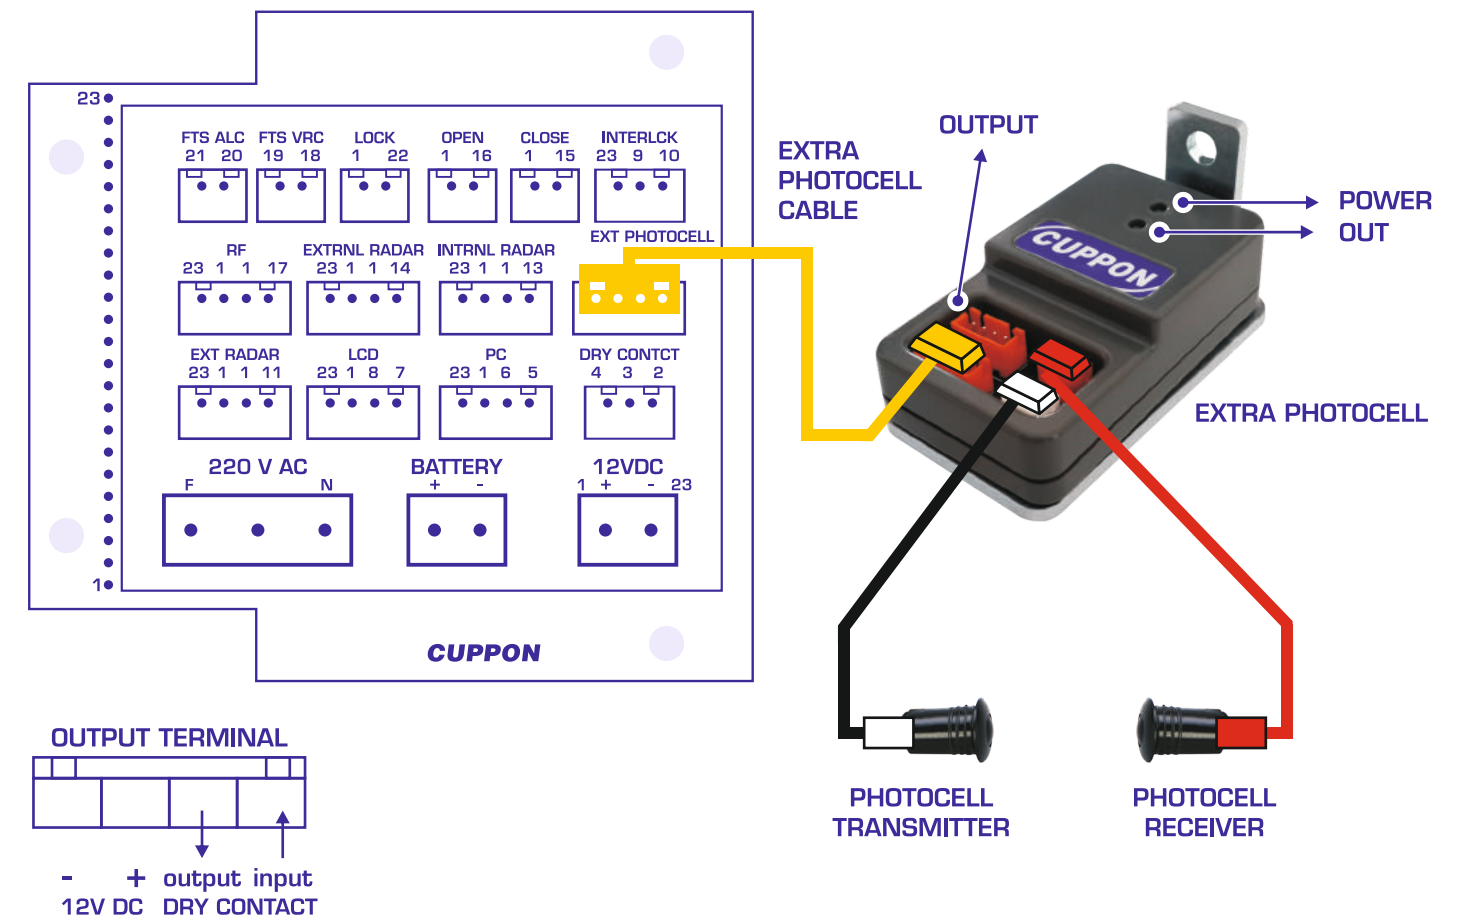 23
FTS ALC FTS VRC LOCK OPEN CLOSE INTERLCK
21 20 19 18 1 22 1 16 1 15 23 9 10
RF EXTRNL RADAR INTRNL RADAR EXT PHOTOCELL
23 1 1 17 23 1 1 14 23 1 1 13
EXT RADAR LCD PC DRY CONTCT
23 1 1 11 23 1 8 7 23 1 6 5 4 3 2
220 V AC BATTERY 12VDC
F N + - 1 + - 23
1
CUPPON
EXTRA
PHOTOCELL
CABLE
OUTPUT
POWER
OUT
CUPPON
EXTRA PHOTOCELL
PHOTOCELL
TRANSMITTER
PHOTOCELL
RECEIVER
OUTPUT TERMINAL
- + output input
12V DC DRY CONTACT